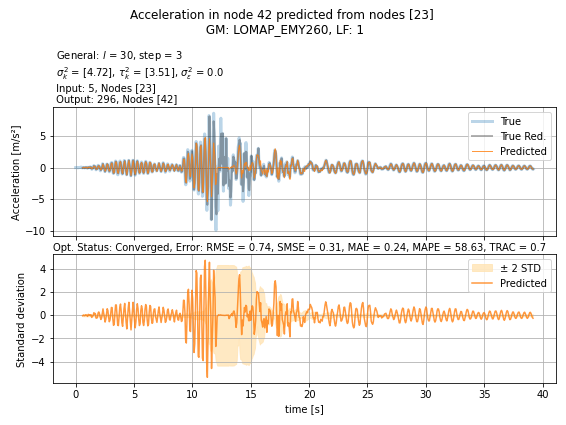 Acceleration in node 42 predicted from nodes [23]
GM: LOMAP_EMY260, LF: 1
General: l = 30, step = 3
σ²ₖ = [4.72], τ²ₖ = [3.51], σ²ε = 0.0
Input: 5, Nodes [23]
Output: 296, Nodes [42]
Acceleration [m/s²]
5
0
−5
−10
True
True Red.
Predicted
Opt. Status: Converged, Error: RMSE = 0.74, SMSE = 0.31, MAE = 0.24, MAPE = 58.63, TRAC = 0.7
Standard deviation
4
2
0
−2
−4
± 2 STD
Predicted
0 5 10 15 20 25 30 35 40
time [s]